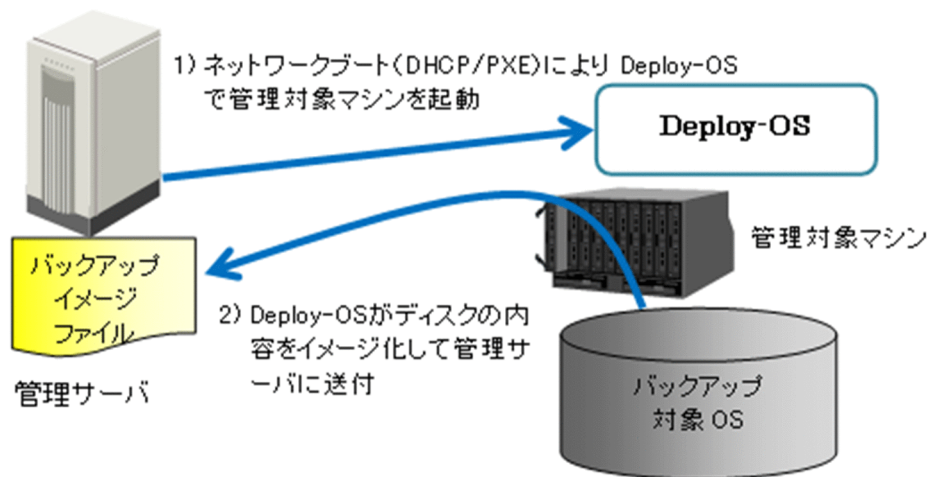 1) ネットワークブート(DHCP/PXE)により Deploy-OS
で管理対象マシンを起動
Deploy-OS
管理対象マシン
バックアップ
イメージ
ファイル
管理サーバ
2) Deploy-OSがディスクの内
容をイメージ化して管理サ
ーバに送付
バックアップ
対象 OS